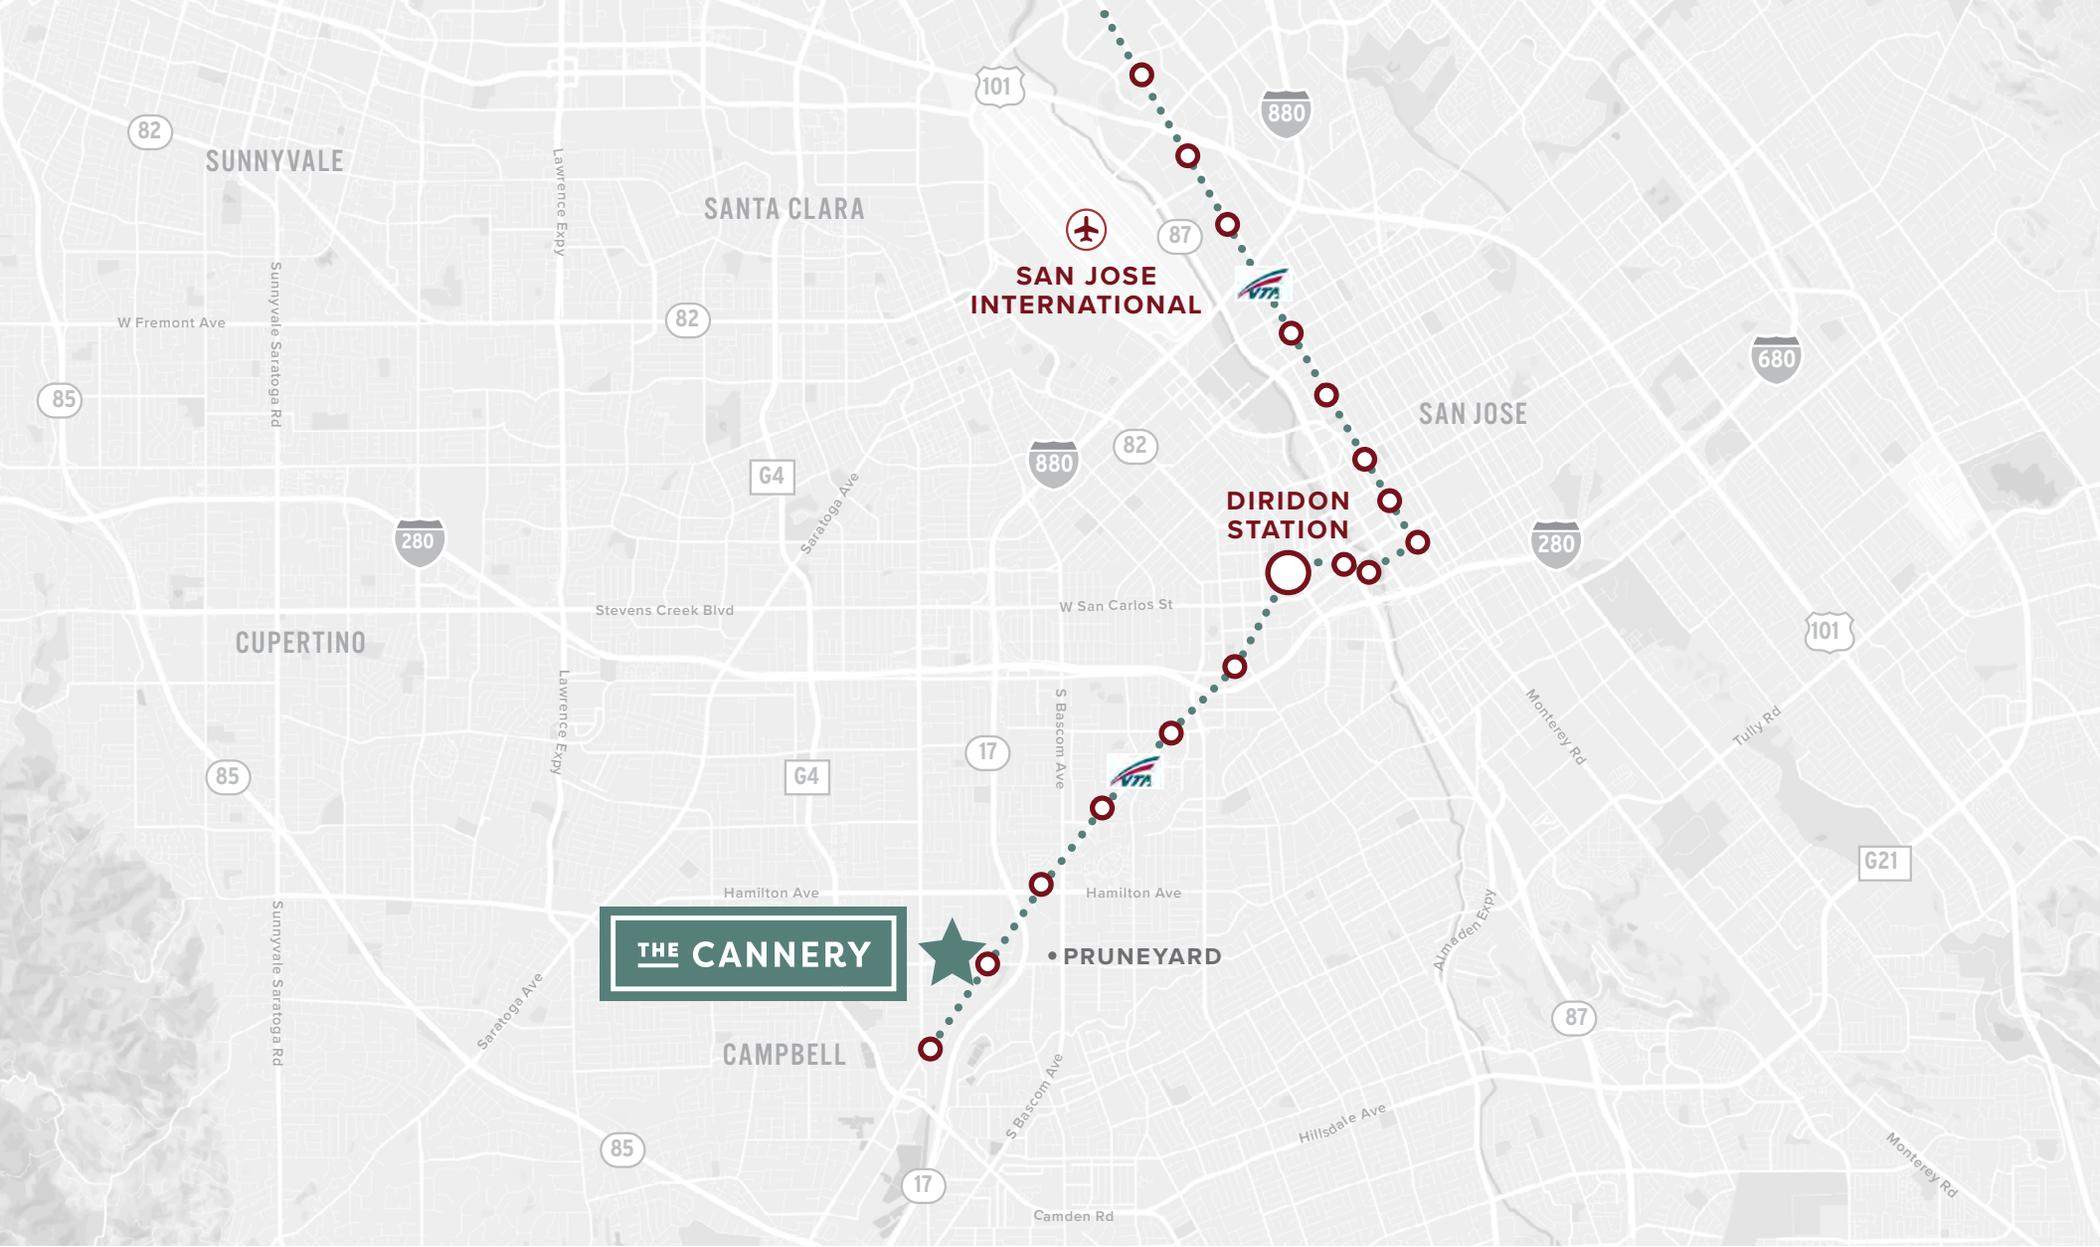 101
880
82
SUNNYVALE
Lawrence Expy
SANTA CLARA
87
SAN JOSE
INTERNATIONAL
VTA
Sunnyvale Saratoga Rd
W Fremont Ave
82
680
85
SAN JOSE
880
82
G4
Saratoga Ave
DIRIDON
STATION
280
280
Stevens Creek Blvd
W San Carlos St
CUPERTINO
101
Lawrence Expy
S Bascom Ave
Monterey Rd
Tully Rd
17
85
G4
VTA
G21
Hamilton Ave
Hamilton Ave
THE CANNERY
PRUNEYARD
Almaden Expy
Sunnyvale Saratoga Rd
Saratoga Ave
87
CAMPBELL
S Bascom Ave
Hillsdale Ave
85
Monterey Rd
17
Camden Rd